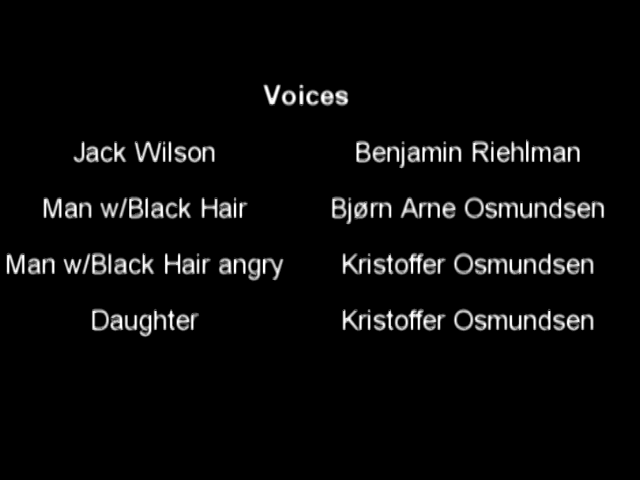 Voices
Jack Wilson Benjamin Riehlman
Man w/Black Hair Bjørn Arne Osmundsen
Man w/Black Hair angry Kristoffer Osmundsen
Daughter Kristoffer Osmundsen